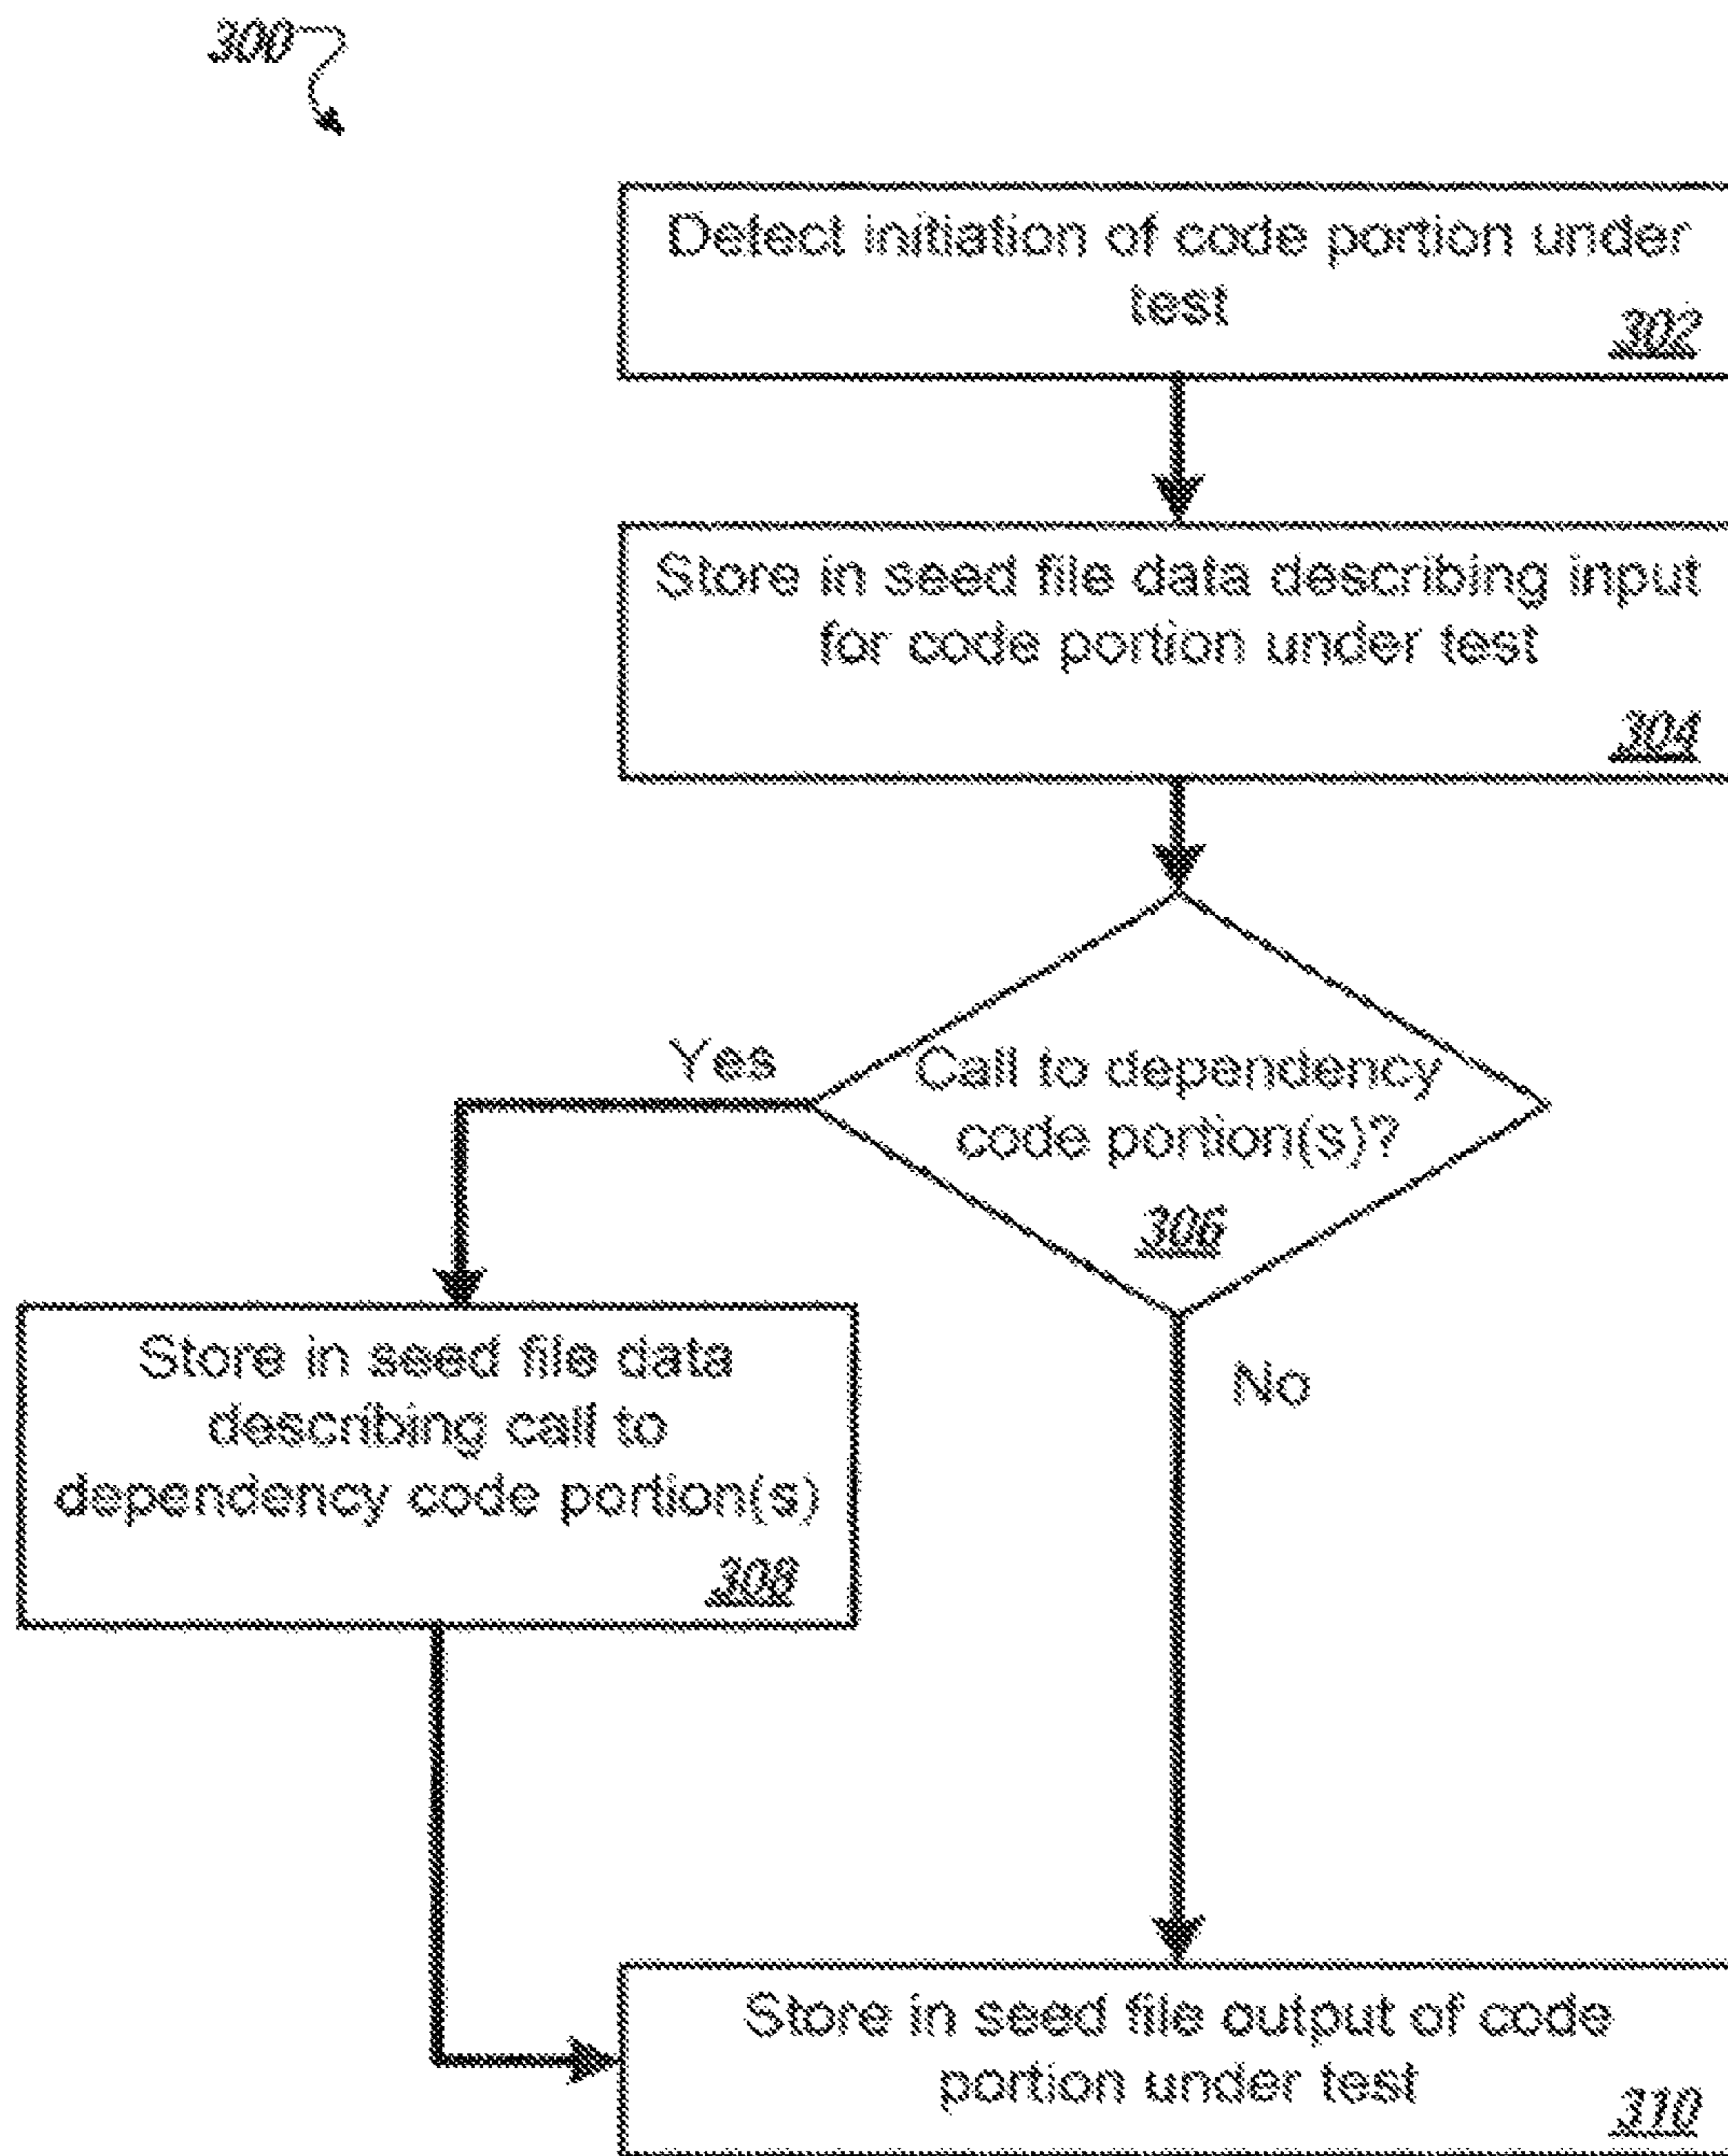 300
Detect initiation of code portion under
test
302
Store in seed file data describing input
for code portion under test
304
Yes
Call to dependency
code portion(s)?
306
No
Store in seed file data
describing call to
dependency code portion(s)
308
Store in seed file output of code
portion under test
310